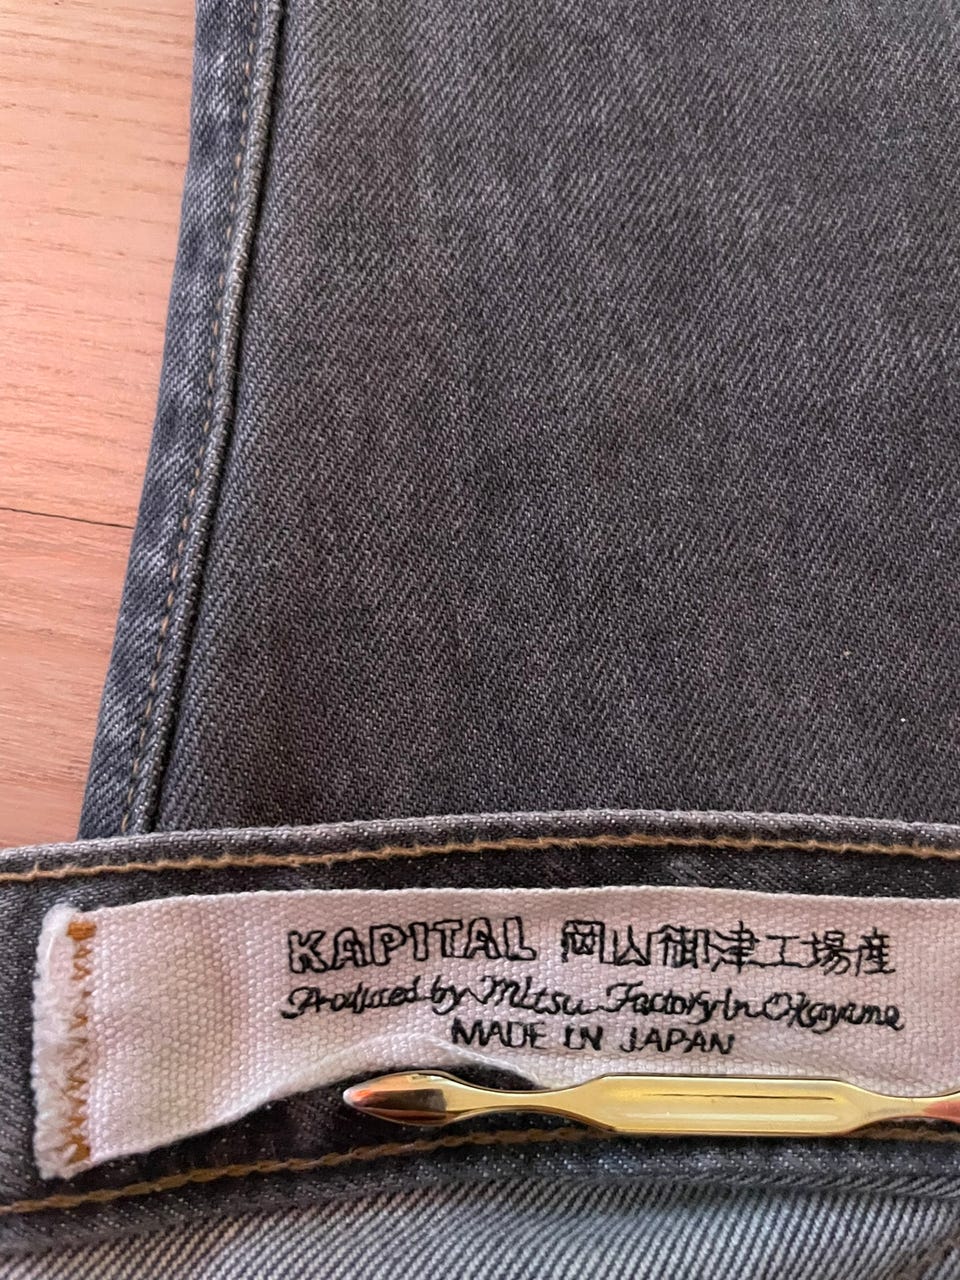 KAPITAL 岡山御津工場産
Produced by Mitsu Factory In Okayama
MADE IN JAPAN